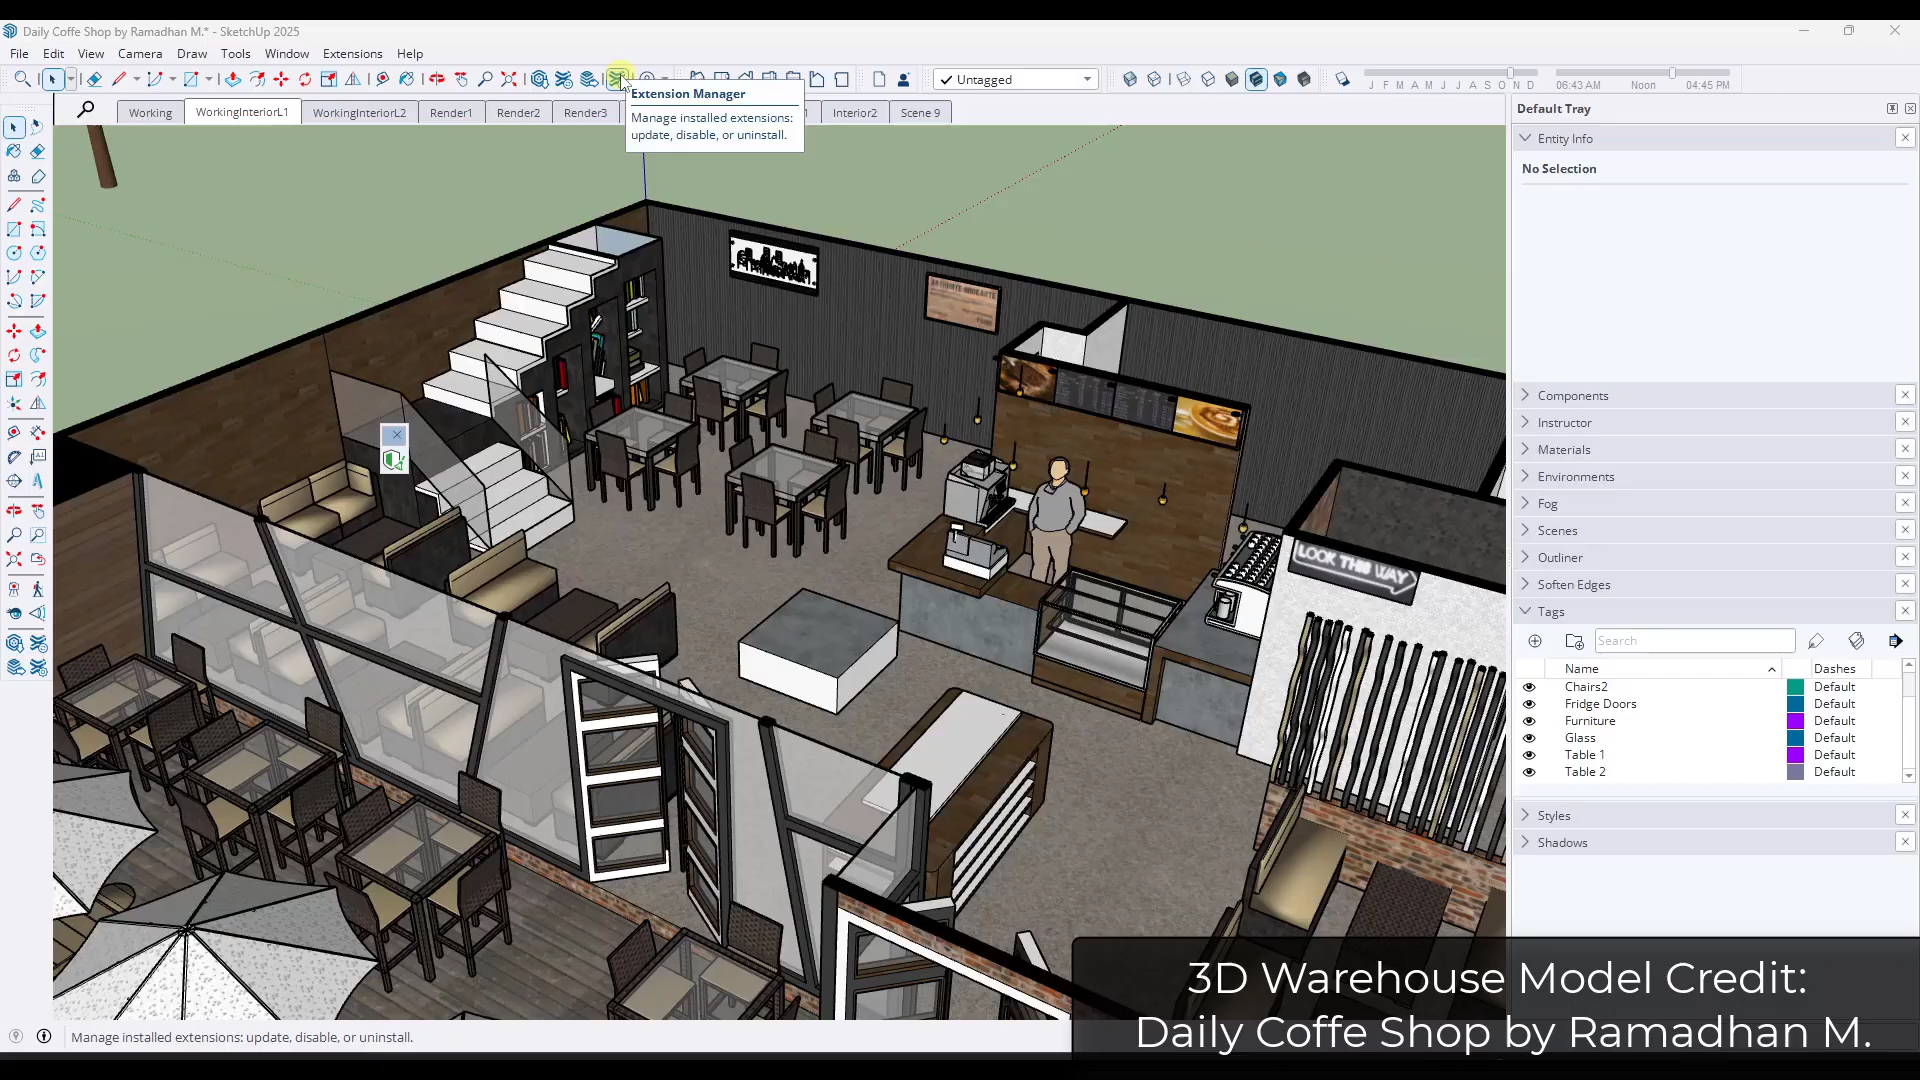 Daily Coffe Shop by Ramadhan M.* - SketchUp 2025
File Edit View Camera Draw Tools Window Extensions Help
Untagged
J F M A M J J A S O N D
06:43 AM Noon 04:45 PM
Working WorkingInteriorL1 WorkingInteriorL2 Render1 Render2 Render3 1 Interior2 Scene 9
Extension Manager
Manage installed extensions:
update, disable, or uninstall.
Default Tray
Entity Info
No Selection
Components
Instructor
Materials
Environments
Fog
Scenes
Outliner
Soften Edges
Tags
Search
Name Dashes
Chairs2 Default
Fridge Doors Default
Furniture Default
Glass Default
Table 1 Default
Table 2 Default
Styles
Shadows
LOOK THIS WAY
3D Warehouse Model Credit:
Daily Coffe Shop by Ramadhan M.
Manage installed extensions: update, disable, or uninstall.